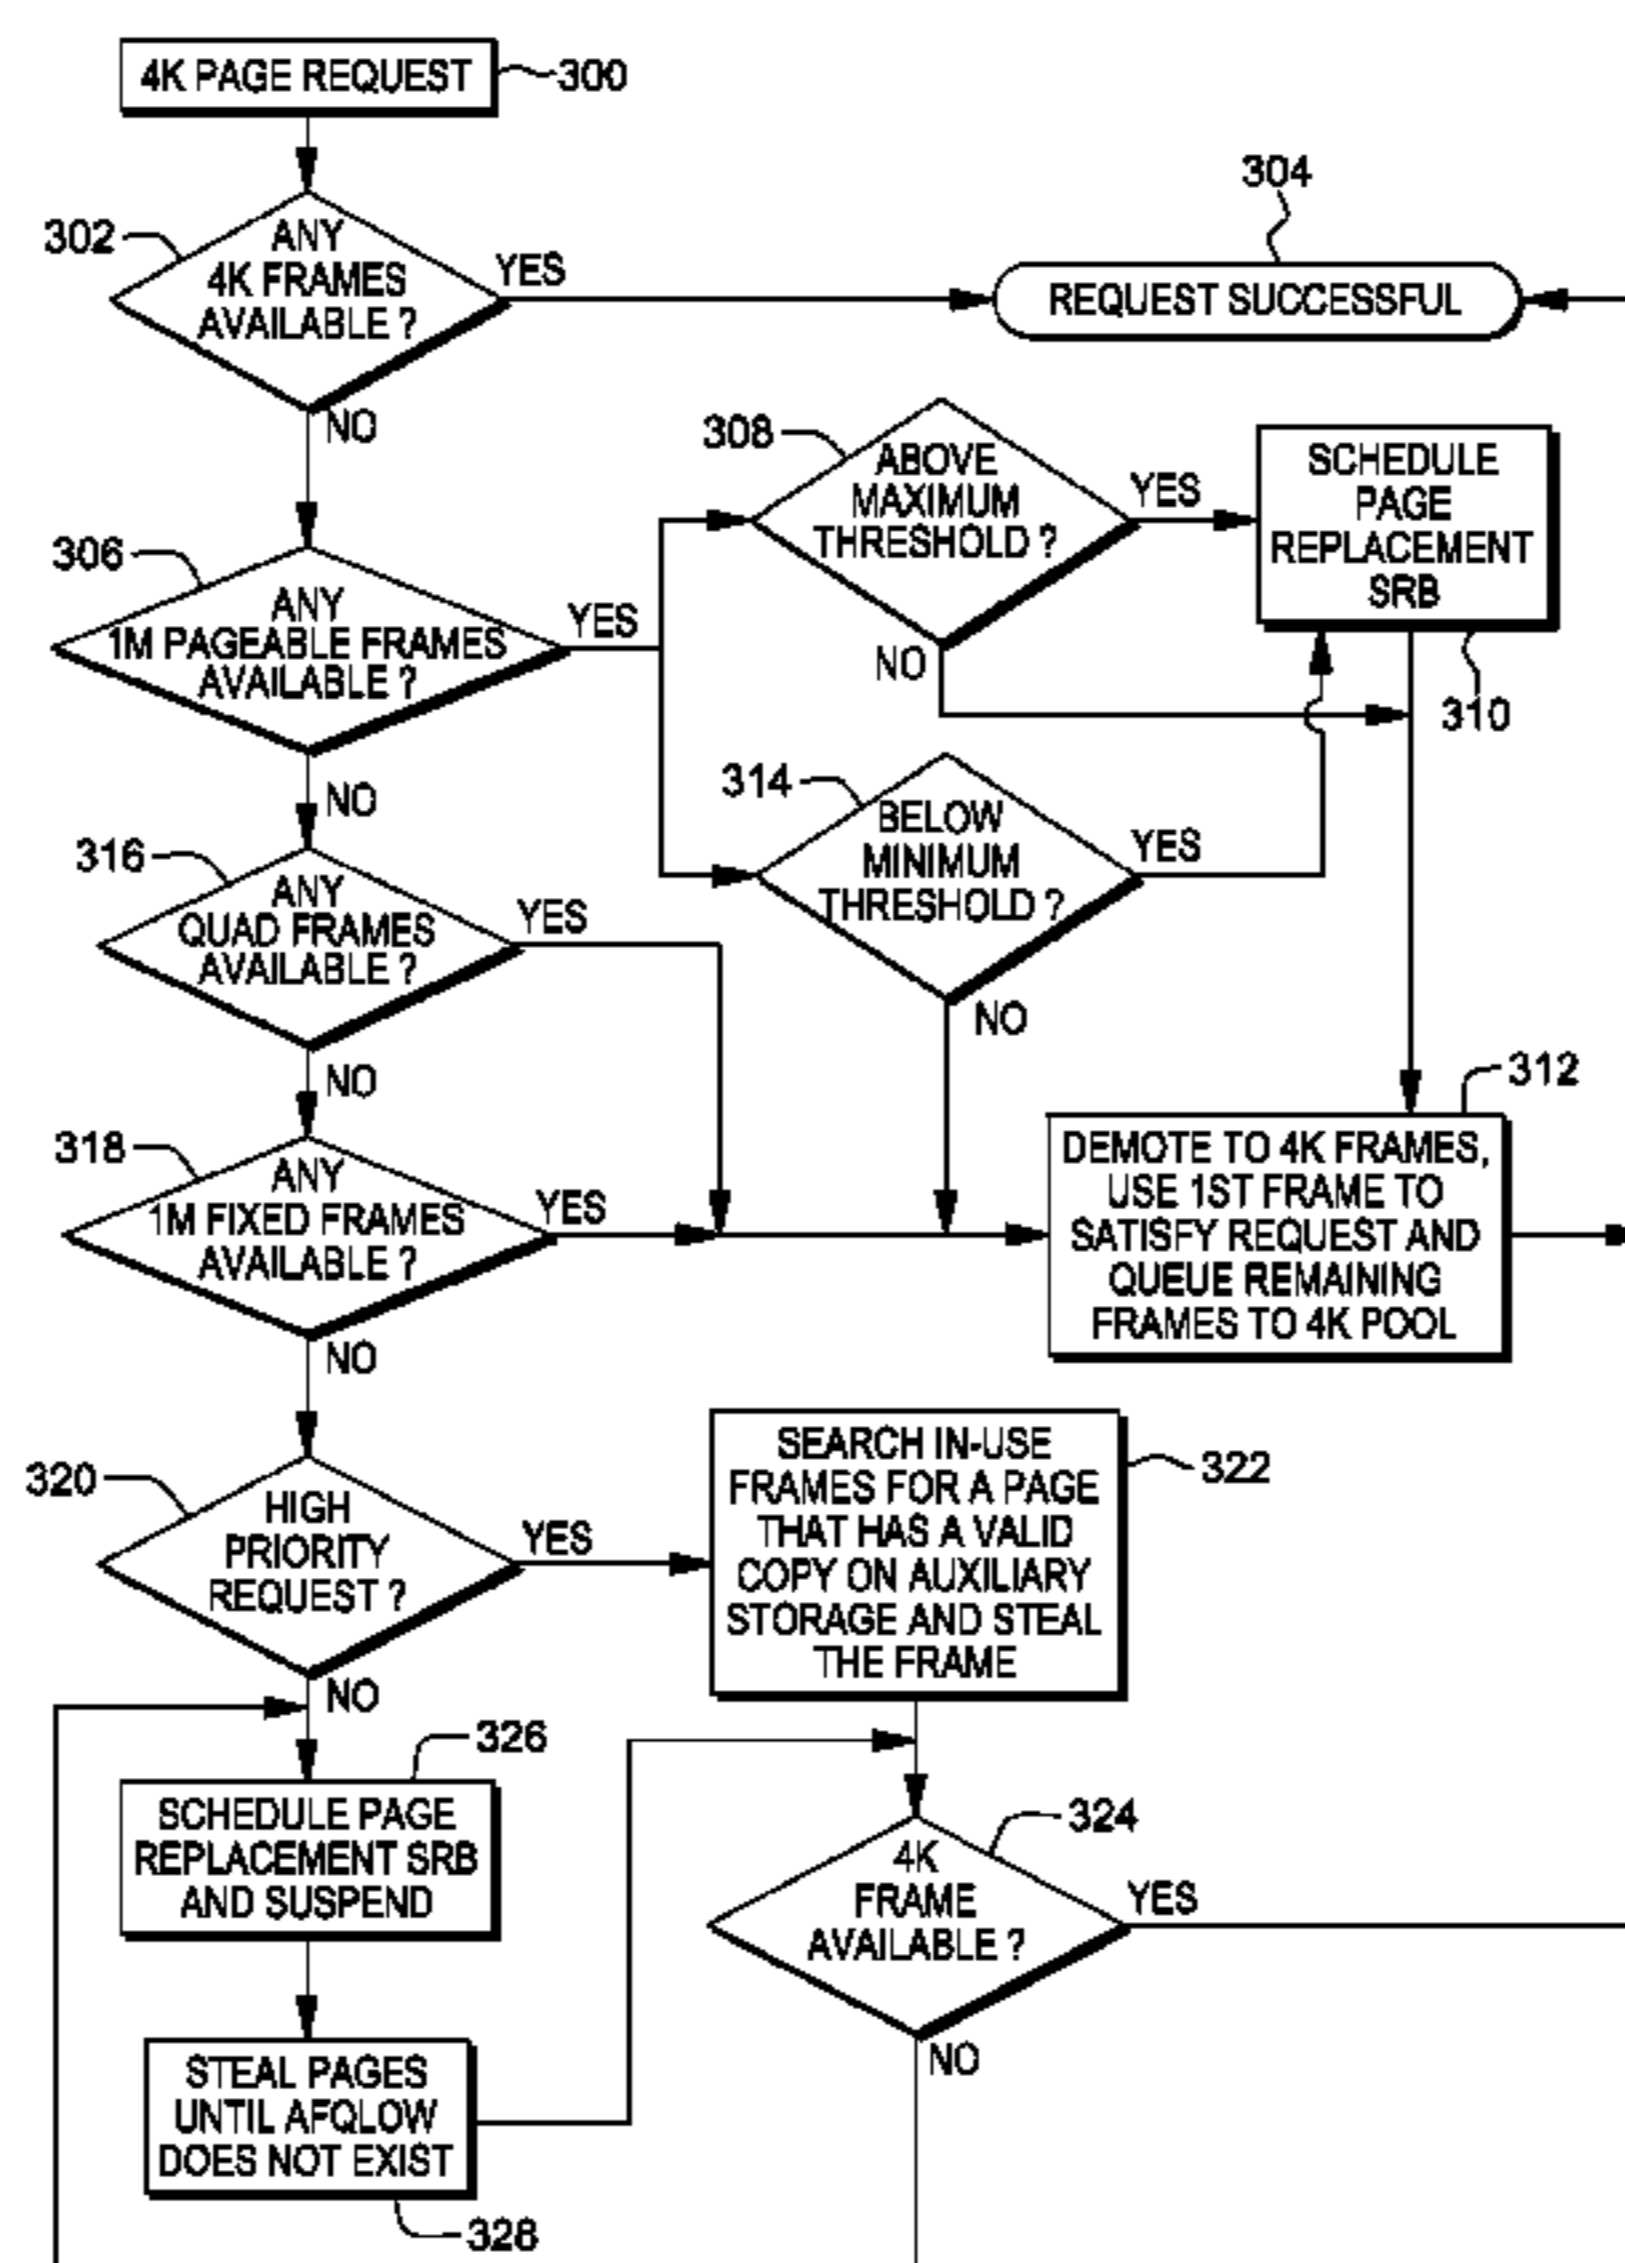 4K PAGE REQUEST
300
302
ANY
4K FRAMES
AVAILABLE ?
YES
NO
304
REQUEST SUCCESSFUL
306
ANY
1M PAGEABLE FRAMES
AVAILABLE ?
YES
NO
308
ABOVE
MAXIMUM
THRESHOLD ?
YES
NO
SCHEDULE
PAGE
REPLACEMENT
SRB
310
314
BELOW
MINIMUM
THRESHOLD ?
YES
NO
316
ANY
QUAD FRAMES
AVAILABLE ?
YES
NO
318
ANY
1M FIXED FRAMES
AVAILABLE ?
YES
NO
312
DEMOTE TO 4K FRAMES,
USE 1ST FRAME TO
SATISFY REQUEST AND
QUEUE REMAINING
FRAMES TO 4K POOL
320
HIGH
PRIORITY
REQUEST ?
YES
NO
SEARCH IN-USE
FRAMES FOR A PAGE
THAT HAS A VALID
COPY ON AUXILIARY
STORAGE AND STEAL
THE FRAME
322
326
SCHEDULE PAGE
REPLACEMENT SRB
AND SUSPEND
324
4K
FRAME
AVAILABLE ?
YES
NO
STEAL PAGES
UNTIL AFQLOW
DOES NOT EXIST
328